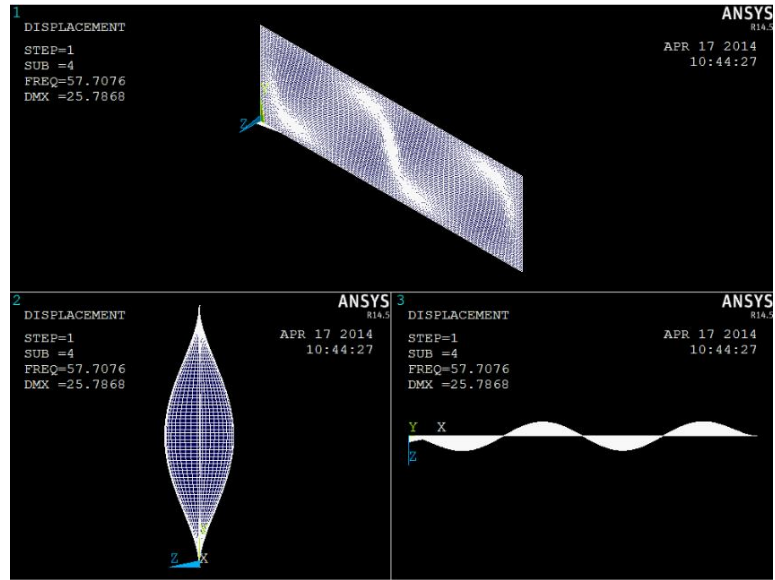 1
ANSYS
R14.5
DISPLACEMENT
STEP=1
SUB =4
FREQ=57.7076
DMX =25.7868
APR 17 2014
10:44:27
Y
Z
2
ANSYS
R14.5
DISPLACEMENT
STEP=1
SUB =4
FREQ=57.7076
DMX =25.7868
APR 17 2014
10:44:27
Y
Z X
3
ANSYS
R14.5
DISPLACEMENT
STEP=1
SUB =4
FREQ=57.7076
DMX =25.7868
APR 17 2014
10:44:27
Y X
Z